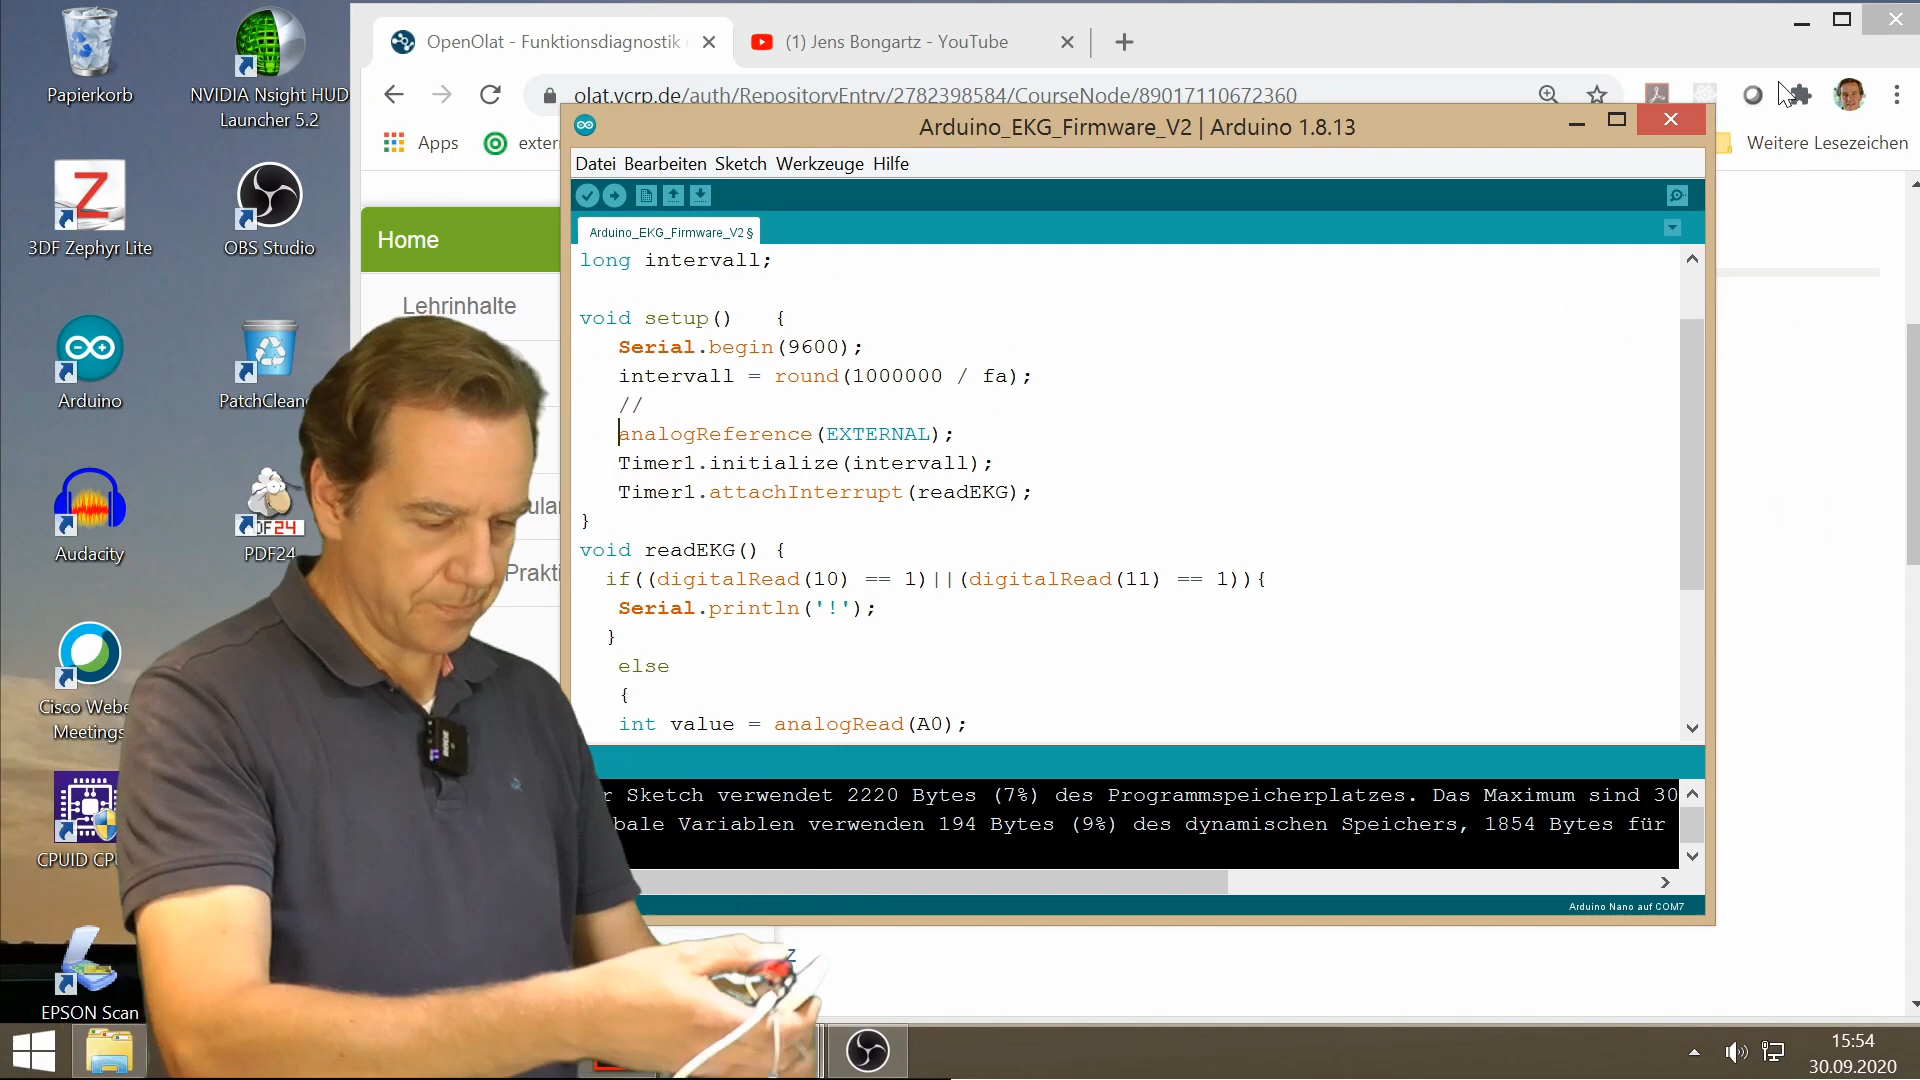 Papierkorb
NVIDIA Nsight HUD
Launcher 5.2
3DF Zephyr Lite
OBS Studio
Arduino
PatchClean
Audacity
PDF24
Cisco Webe
Meetings
CPUID CPU
EPSON Scan
OpenOlat - Funktionsdiagnostik
(1) Jens Bongartz - YouTube
olat.vcrp.de/auth/RepositoryEntry/2782398584/CourseNode/89017110672360
Apps
exter
Weitere Lesezeichen
Home
Lehrinhalte
ular
Prakti
Arduino_EKG_Firmware_V2 | Arduino 1.8.13
Datei Bearbeiten Sketch Werkzeuge Hilfe
Arduino_EKG_Firmware_V2 §
long intervall;
void setup()   {
Serial.begin(9600);
intervall = round(1000000 / fa);
//
analogReference(EXTERNAL);
Timer1.initialize(intervall);
Timer1.attachInterrupt(readEKG);
}
void readEKG() {
if((digitalRead(10) == 1)||(digitalRead(11) == 1)){
Serial.println('!');
}
else
{
int value = analogRead(A0);
r Sketch verwendet 2220 Bytes (7%) des Programmspeicherplatzes. Das Maximum sind 30
bale Variablen verwenden 194 Bytes (9%) des dynamischen Speichers, 1854 Bytes für
Arduino Nano auf COM7
z
15:54
30.09.2020